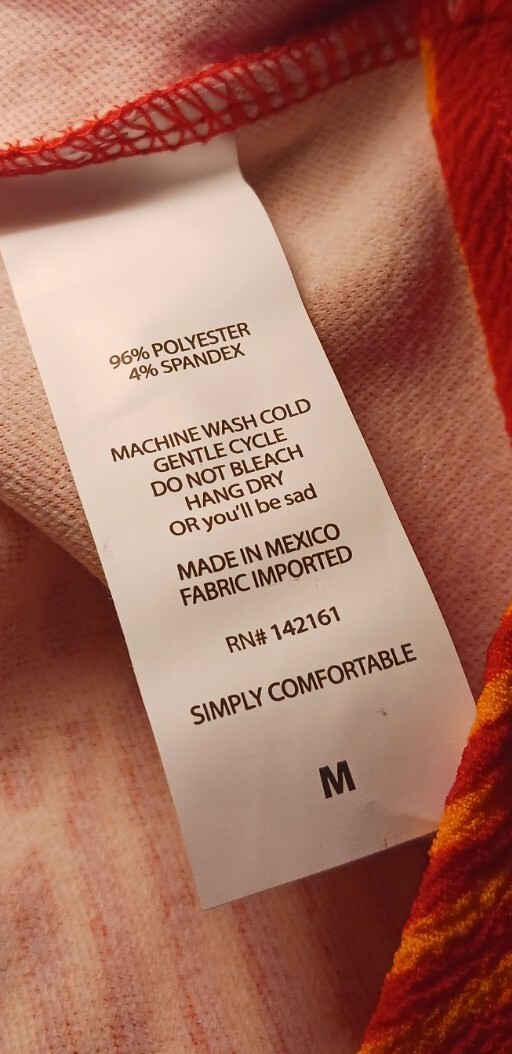 96% POLYESTER
4% SPANDEX
MACHINE WASH COLD
GENTLE CYCLE
DO NOT BLEACH
HANG DRY
OR you'll be sad
MADE IN MEXICO
FABRIC IMPORTED
RN# 142161
SIMPLY COMFORTABLE
M